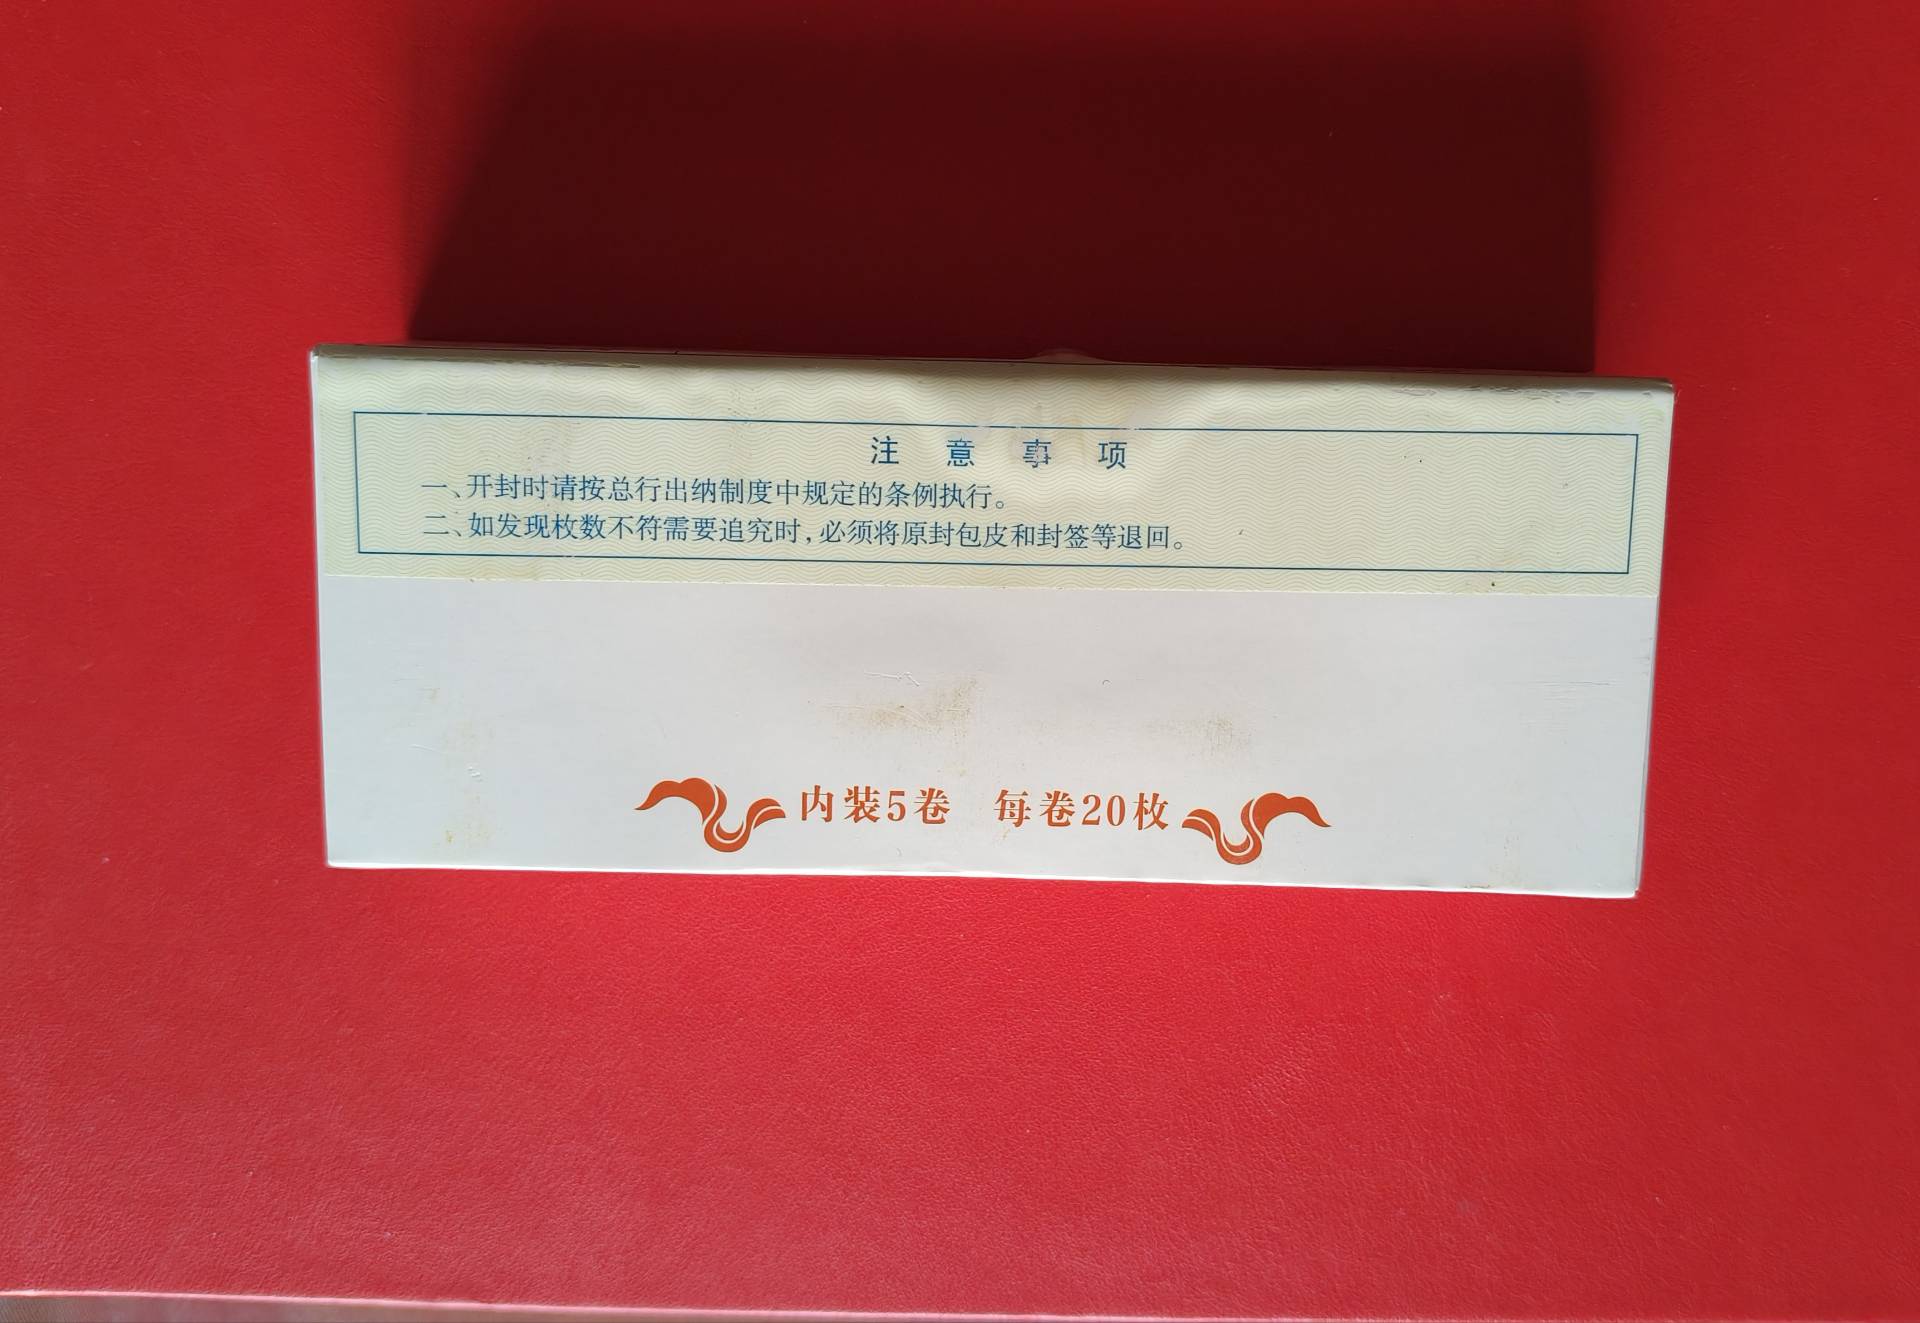 注意事项
一、开封时请按总行出纳制度中规定的条例执行。
二、如发现枚数不符需要追究时,必须将原封包皮和封签等退回。
内装5卷 每卷20枚